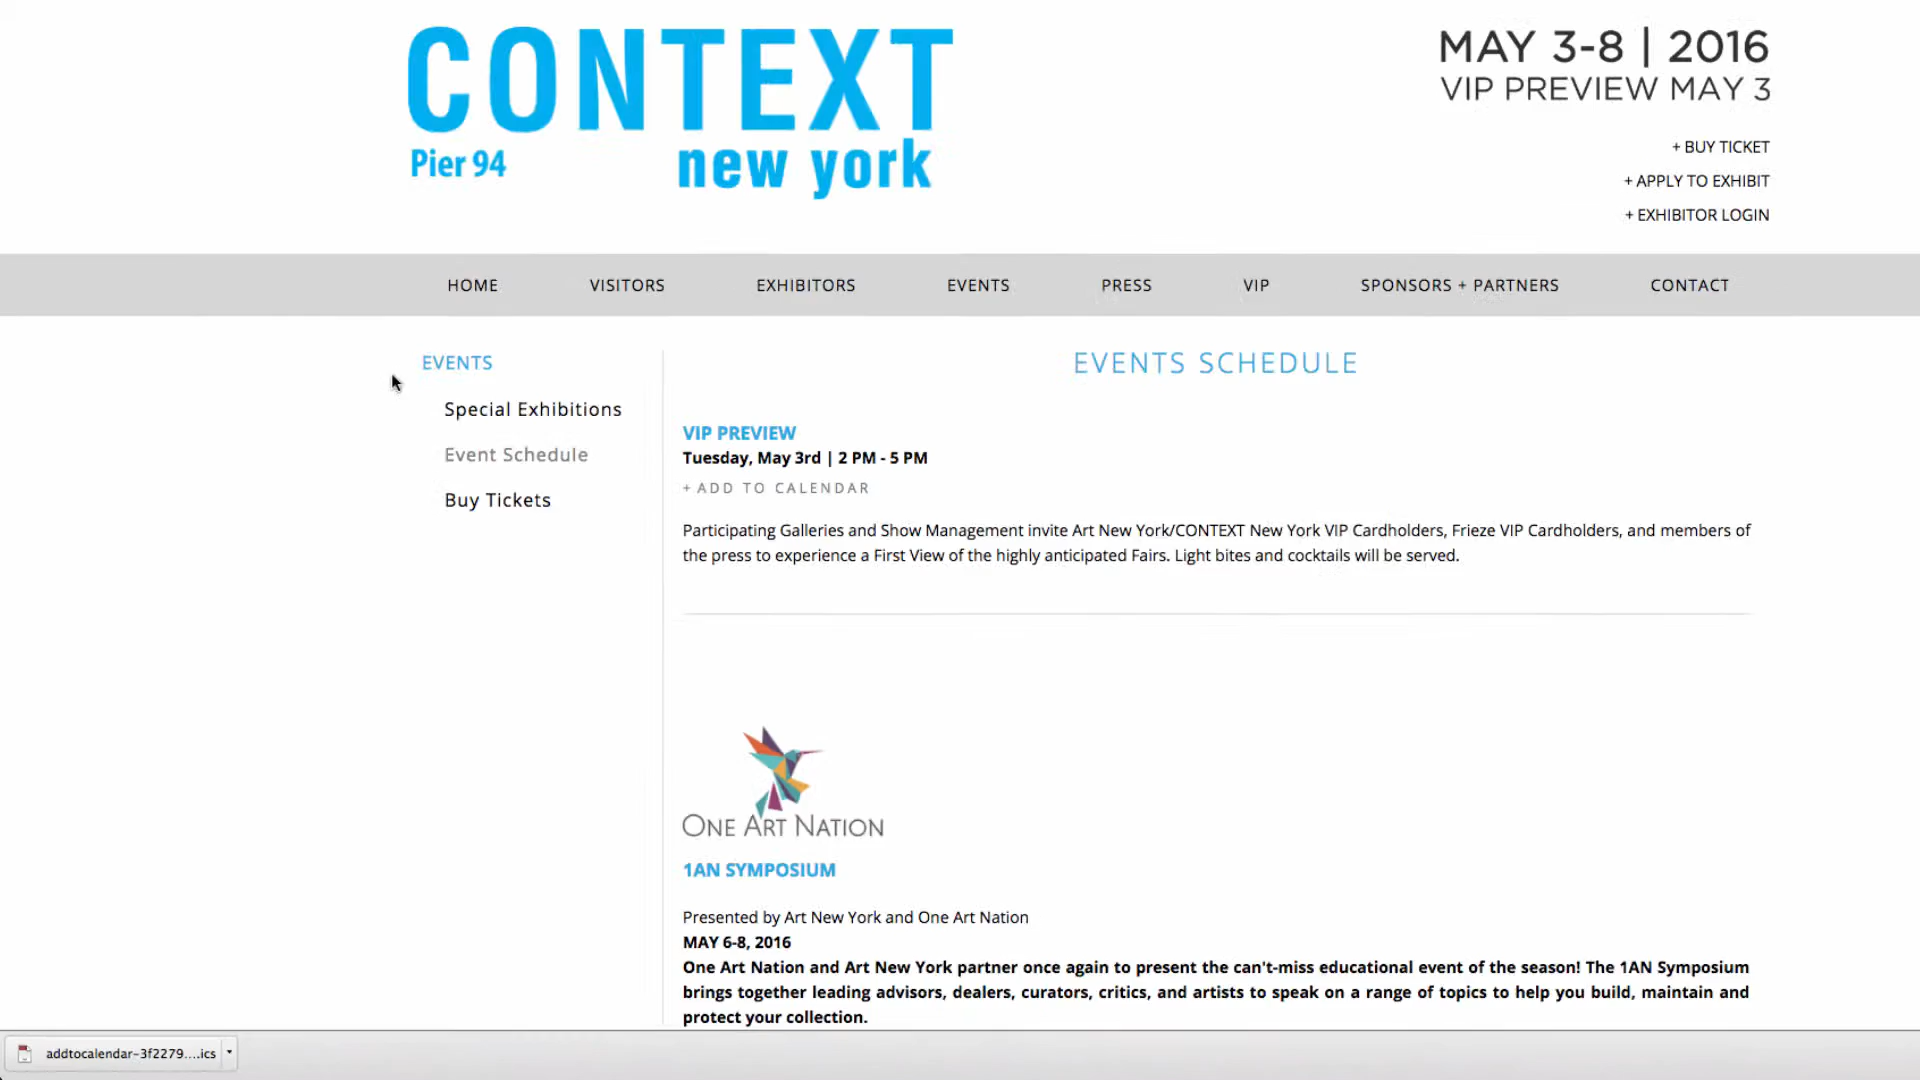 CONTEXT
Pier 94
new york
MAY 3-8 | 2016
VIP PREVIEW MAY 3
+ BUY TICKET
+ APPLY TO EXHIBIT
+ EXHIBITOR LOGIN
HOME VISITORS EXHIBITORS EVENTS PRESS VIP SPONSORS + PARTNERS CONTACT
EVENTS
Special Exhibitions
Event Schedule
Buy Tickets
EVENTS SCHEDULE
VIP PREVIEW
Tuesday, May 3rd | 2 PM - 5 PM
+ ADD TO CALENDAR
Participating Galleries and Show Management invite Art New York/CONTEXT New York VIP Cardholders, Frieze VIP Cardholders, and members of
the press to experience a First View of the highly anticipated Fairs. Light bites and cocktails will be served.
ONE ART NATION
1AN SYMPOSIUM
Presented by Art New York and One Art Nation
MAY 6-8, 2016
One Art Nation and Art New York partner once again to present the can't-miss educational event of the season! The 1AN Symposium
brings together leading advisors, dealers, curators, critics, and artists to speak on a range of topics to help you build, maintain and
protect your collection.
addtocalendar-3f2279....ics